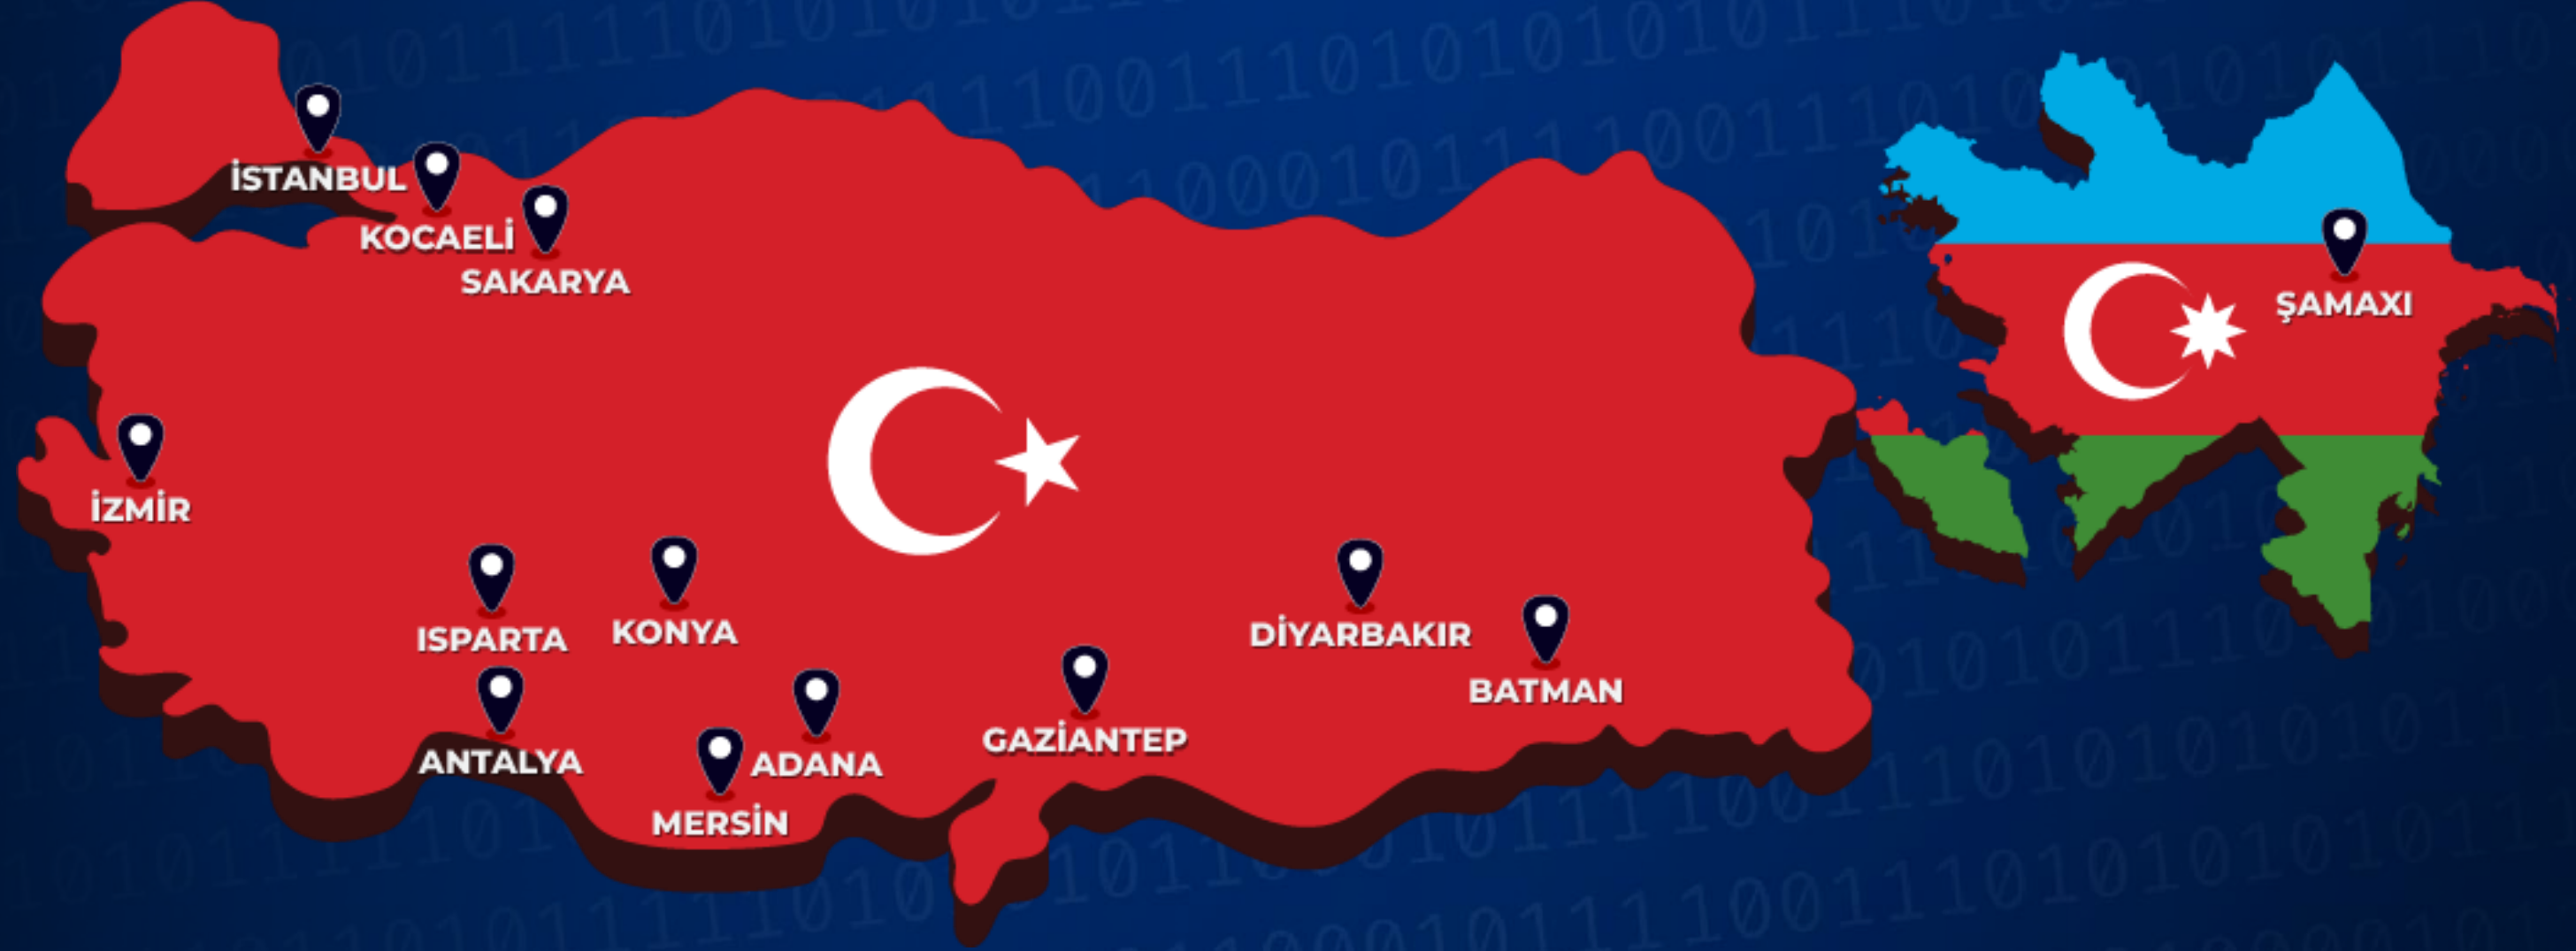 İSTANBUL
KOCAELİ
SAKARYA
ŞAMAXI
İZMİR
ISPARTA
KONYA
DİYARBAKIR
BATMAN
ANTALYA
ADANA
GAZİANTEP
MERSİN